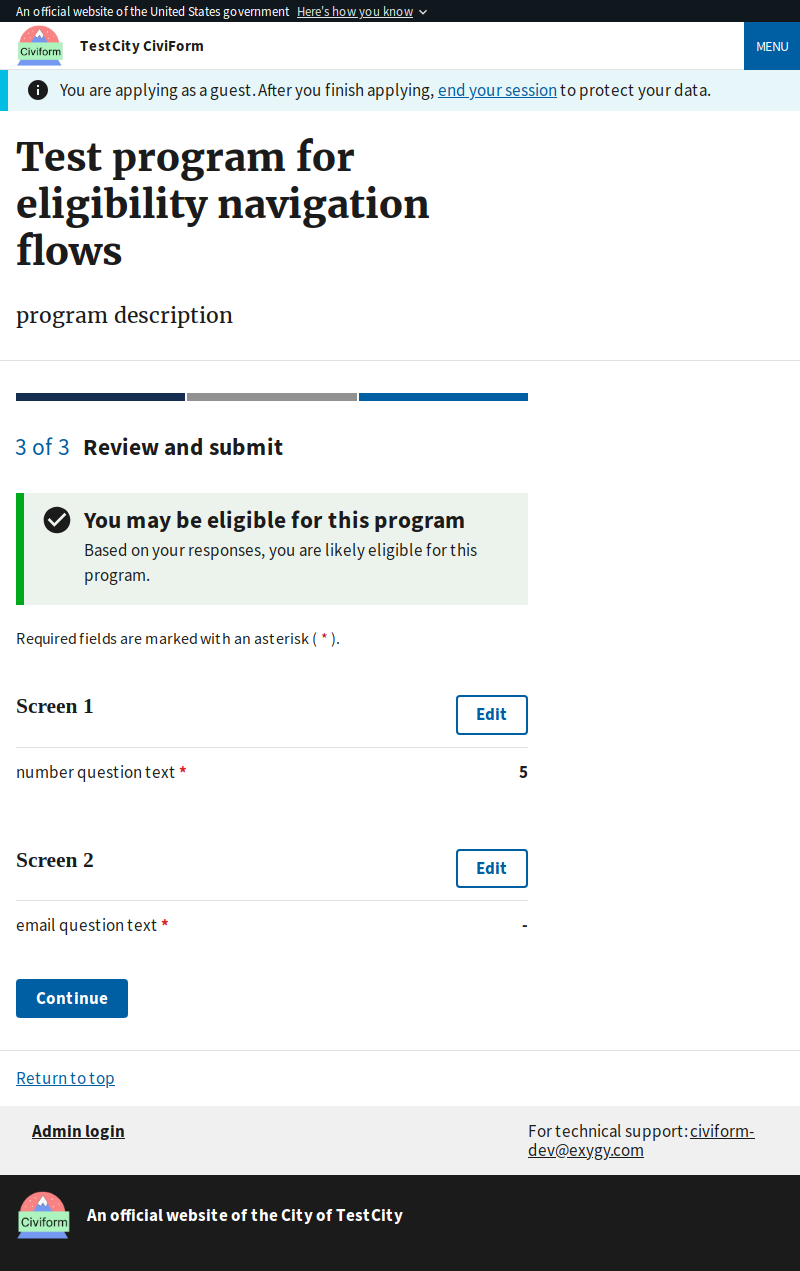 An official website of the United States government Here's how you know
Civiform
TestCity CiviForm
MENU
You are applying as a guest. After you finish applying, end your session to protect your data.
Test program for
eligibility navigation
flows
program description
3 of 3 Review and submit
You may be eligible for this program
Based on your responses, you are likely eligible for this
program.
Required fields are marked with an asterisk ( * ).
Screen 1
Edit
number question text *
5
Screen 2
Edit
email question text *
-
Continue
Return to top
Admin login
For technical support: civiform-
dev@exygy.com
Civiform
An official website of the City of TestCity